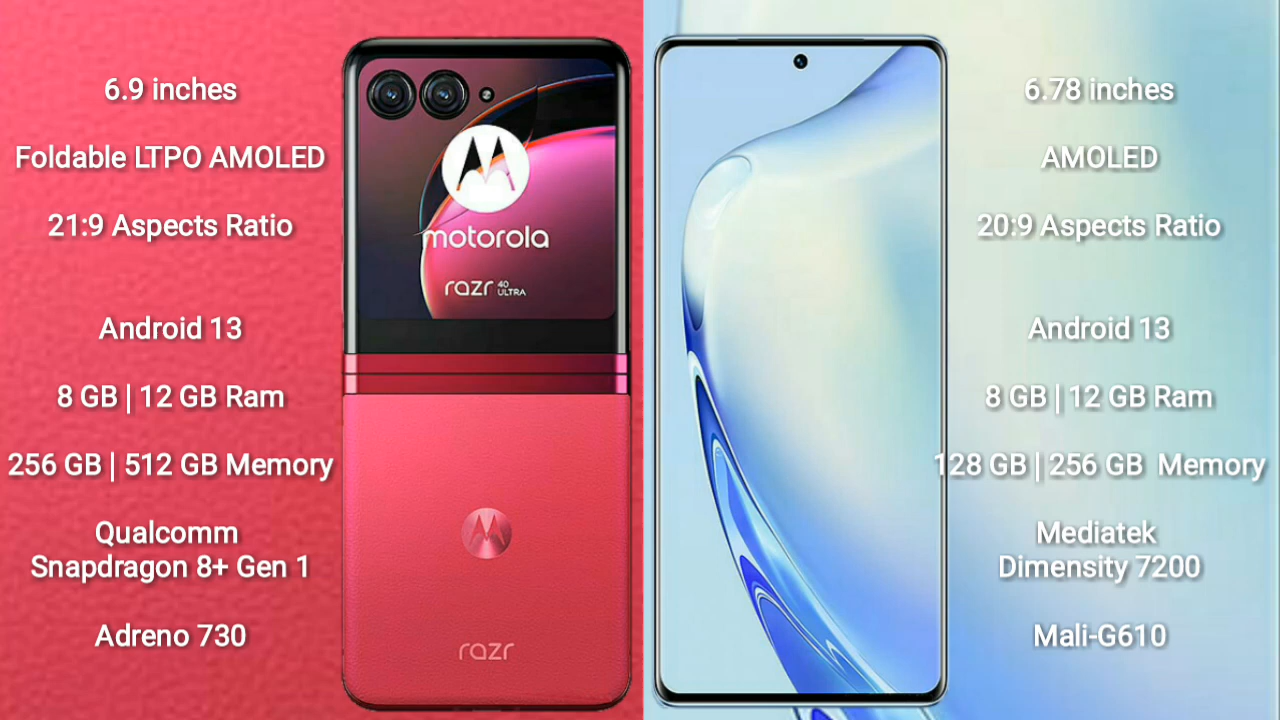 6.9 inches
Foldable LTPO AMOLED
21:9 Aspects Ratio
Android 13
8 GB | 12 GB Ram
256 GB | 512 GB Memory
Qualcomm
Snapdragon 8+ Gen 1
Adreno 730
motorola
razr 40 ULTRA
razr
6.78 inches
AMOLED
20:9 Aspects Ratio
Android 13
8 GB | 12 GB Ram
128 GB | 256 GB Memory
Mediatek
Dimensity 7200
Mali-G610